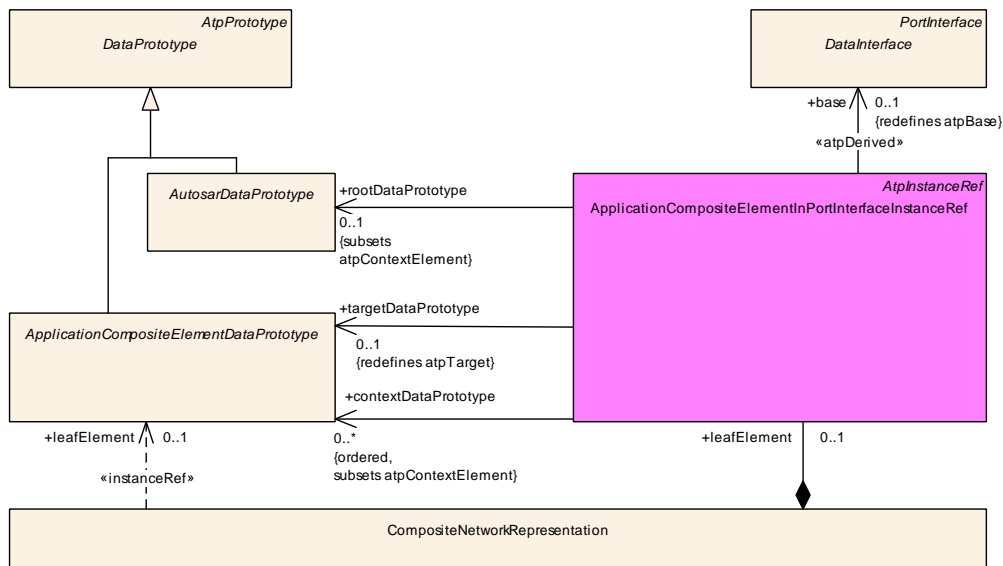 AtpPrototype
DataPrototype
PortInterface
DataInterface
+base
0..1
{redefines atpBase}
«atpDerived»
AutosarDataPrototype
+rootDataPrototype
0..1
{subsets
atpContextElement}
AtpInstanceRef
ApplicationCompositeElementInPortInterfaceInstanceRef
ApplicationCompositeElementDataPrototype
+targetDataPrototype
0..1
{redefines atpTarget}
+contextDataPrototype
0..*
{ordered,
subsets atpContextElement}
+leafElement
0..1
«instanceRef»
+leafElement
0..1
CompositeNetworkRepresentation